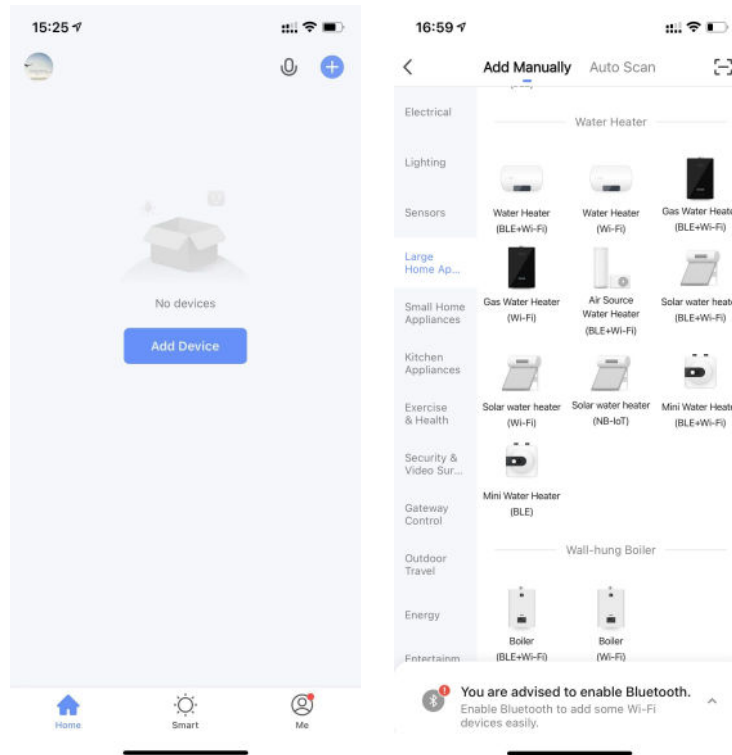 15:25
No devices
Add Device
Home
Smart
Me
16:59
Add Manually
Auto Scan
Electrical
Lighting
Sensors
Large
Home Ap...
Small Home
Appliances
Kitchen
Appliances
Exercise
& Health
Security &
Video Sur...
Gateway
Control
Outdoor
Travel
Energy
Entertainm
Water Heater
Water Heater
(BLE+Wi-Fi)
Water Heater
(Wi-Fi)
Gas Water Heate
(BLE+Wi-Fi)
Gas Water Heater
(Wi-Fi)
Air Source
Water Heater
(BLE+Wi-Fi)
Solar water heate
(BLE+Wi-Fi)
Solar water heater
(Wi-Fi)
Solar water heater
(NB-IoT)
Mini Water Heate
(BLE+Wi-Fi)
Mini Water Heater
(BLE)
Wall-hung Boiler
Boiler
(BLE+Wi-Fi)
Boiler
(Wi-Fi)
You are advised to enable Bluetooth.
Enable Bluetooth to add some Wi-Fi
devices easily.